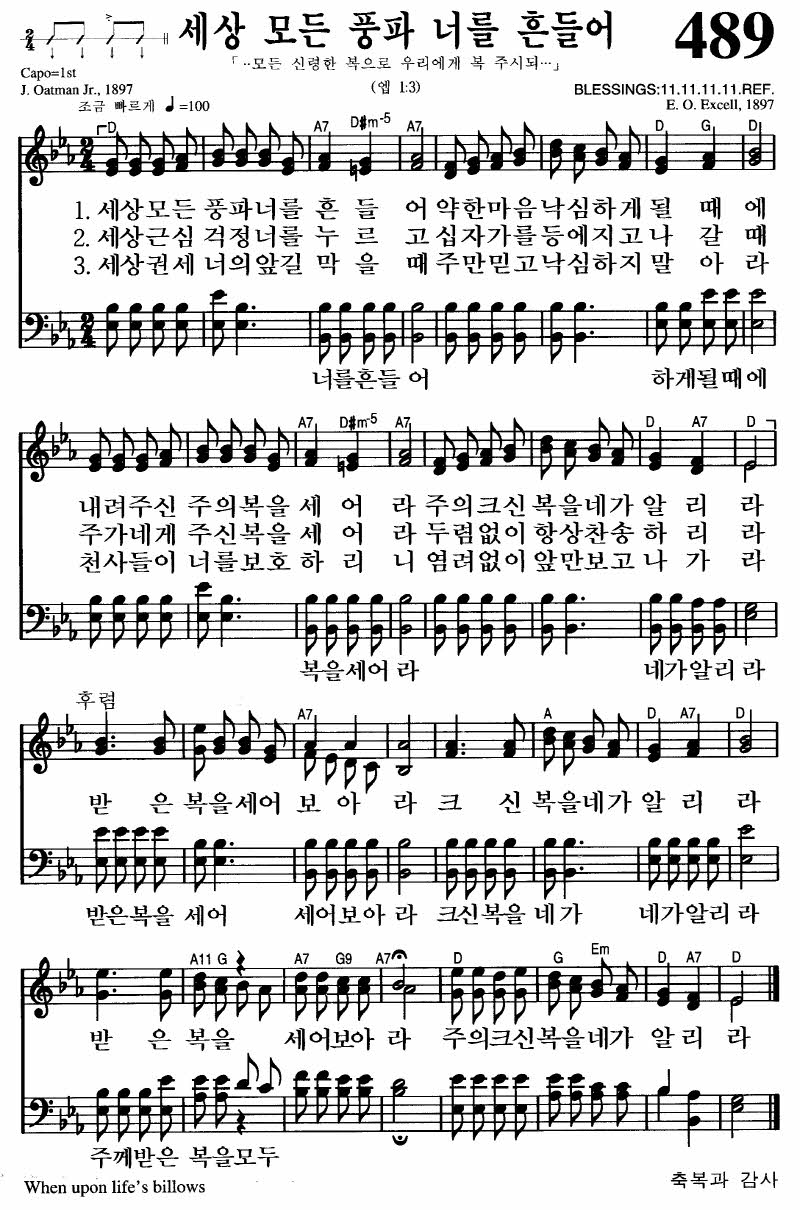 세상 모든 풍파 너를 흔들어 489
「··모든 신령한 복으로 우리에게 복 주시되···」
Capo=1st
(엡 1:3)
BLESSINGS:11.11.11.11.REF.
J. Oatman Jr., 1897
E. O. Excell, 1897
조금 빠르게 ♩=100
2/4
D A7 D#m-5 A7 D G D
1. 세상모든 풍파너를 흔 들 어 약한마음낙심하게 될 때 에
2. 세상근심 걱정너를 누 르 고 십자가를등에지고나 갈 때
3. 세상권세 너의앞길 막 을 때 주만믿고낙심하지 말 아 라
너를흔들 어 하게될때에
A7 D#m-5 A7 D A7 D
내려주신 주의복을 세 어 라 주의크신 복을네가 알 리 라
주가네게 주신복을 세 어 라 두렴없이 항상찬송 하 리 라
천사들이 너를보호 하 리 니 염려없이 앞만보고 나 가 라
복을세어 라 네가알리 라
후렴
A7 A D A7 D
받 은 복을세어 보 아 라 크 신 복을네가 알 리 라
받은복을 세어 세어보아 라 크신복을 네가 네가알리 라
A11 G A7 G9 A7 D G Em D A7 D
받 은 복을 세어보아 라 주의크신복을네가 알 리 라
주께받은 복을모두
When upon life's billows
축복과 감사